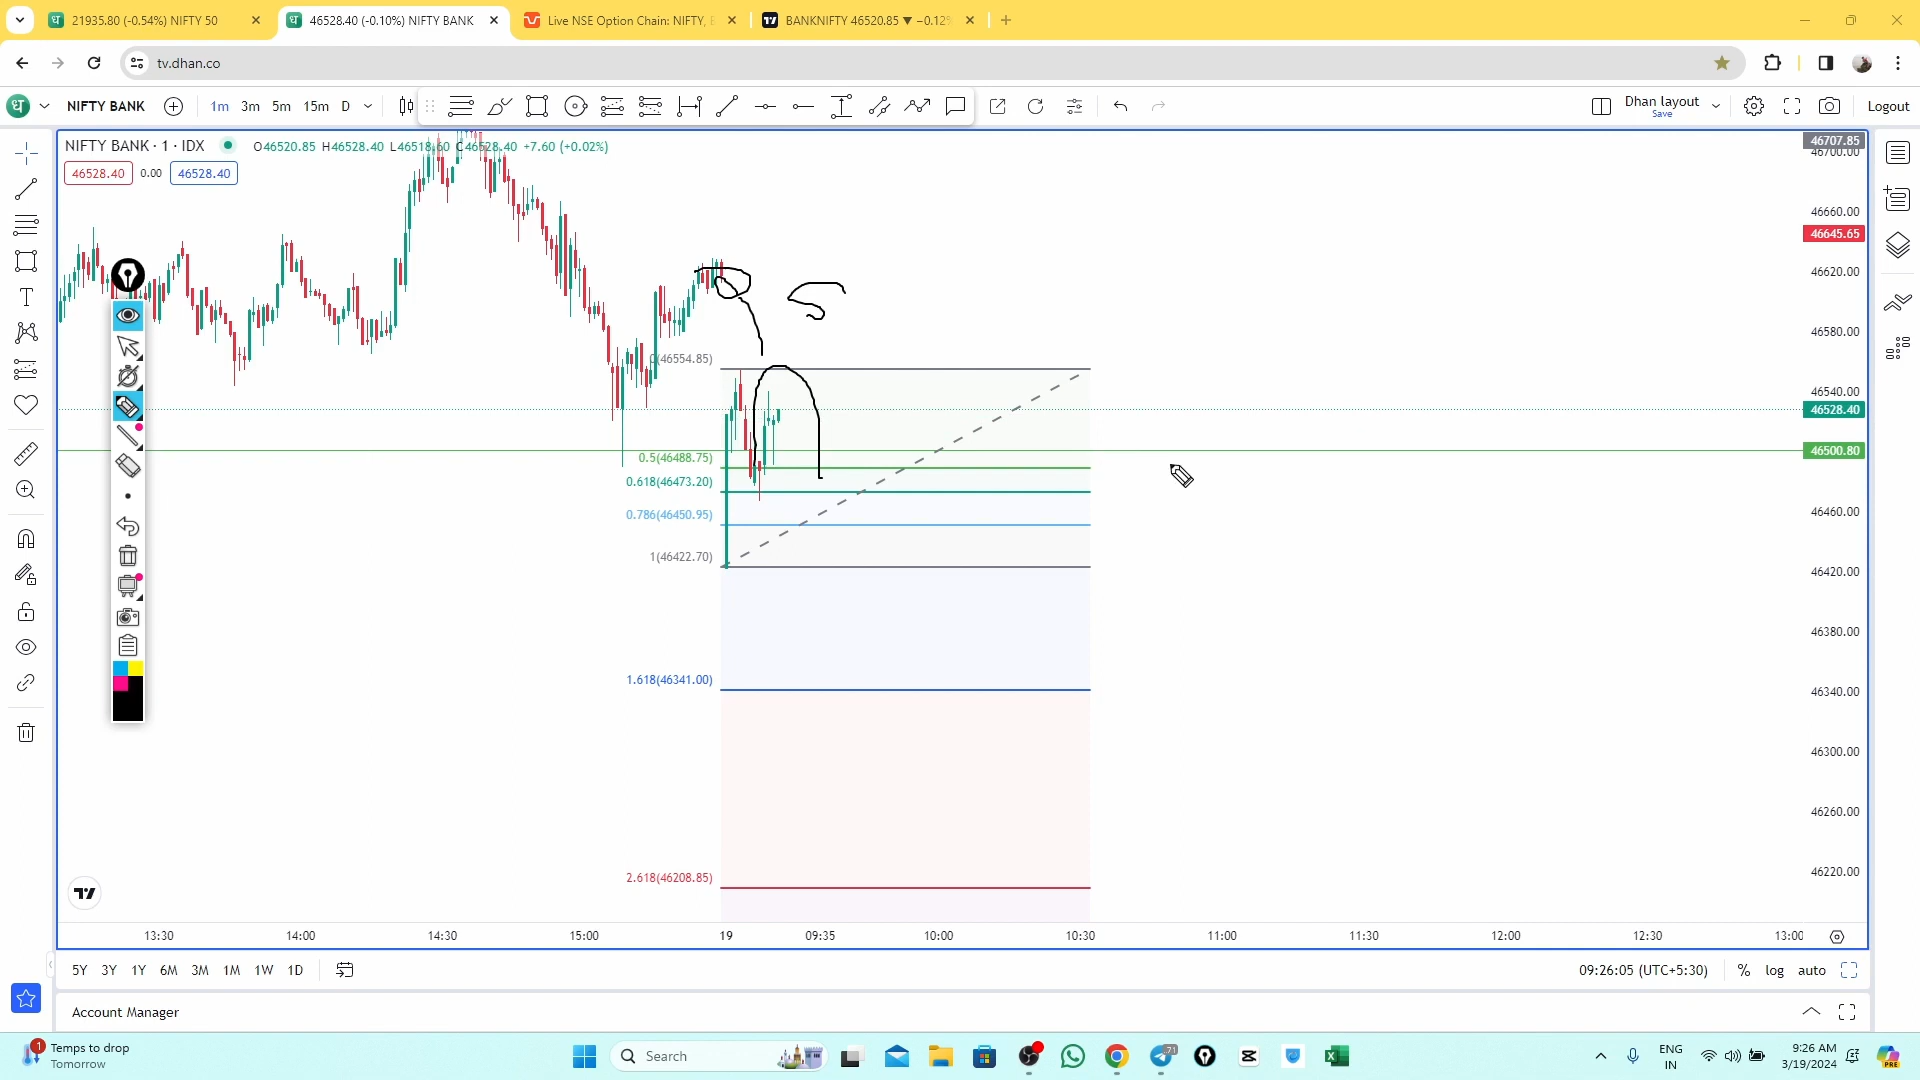 21935.80 (-0.54%) NIFTY 50
46528.40 (-0.10%) NIFTY BANK
Live NSE Option Chain: NIFTY,
BANKNIFTY 46520.85 ▼ −0.12%
tv.dhan.co
NIFTY BANK
1m 3m 5m 15m D
Dhan layout
Save
Logout
NIFTY BANK · 1 · IDX
O46520.85 H46528.40 L46518.60 C46528.40 +7.60 (+0.02%)
46528.40 0.00 46528.40
46707.85
46700.00
46660.00
46645.65
46620.00
46580.00
46540.00
46528.40
46500.80
46460.00
46420.00
46380.00
46340.00
46300.00
46260.00
46220.00
0(46554.85)
0.5(46488.75)
0.618(46473.20)
0.786(46450.95)
1(46422.70)
1.618(46341.00)
2.618(46208.85)
13:30 14:00 14:30 15:00 19 09:35 10:00 10:30 11:00 11:30 12:00 12:30 13:00
5Y 3Y 1Y 6M 3M 1M 1W 1D
09:26:05 (UTC+5:30) % log auto
Account Manager
1
Temps to drop
Tomorrow
Search
71
ENG
IN
9:26 AM
3/19/2024
PRE